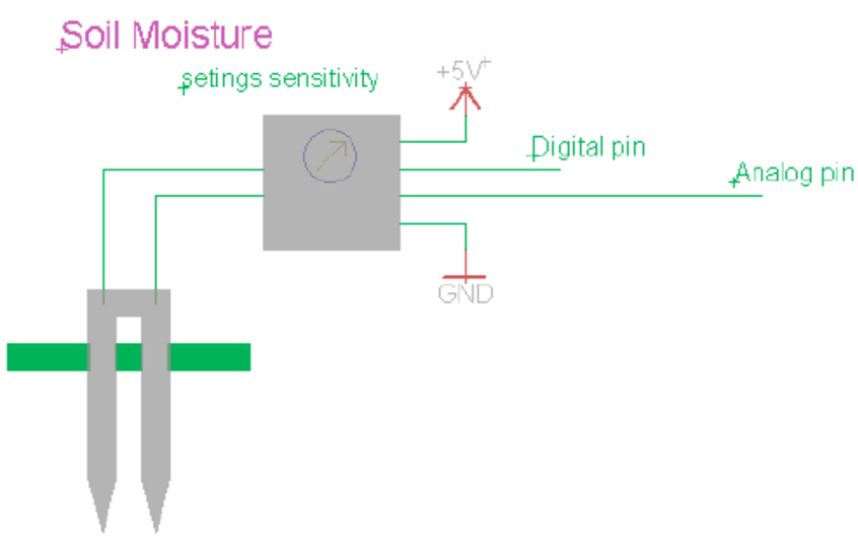 Soil Moisture
setings sensitivity
+5V
Digital pin
Analog pin
GND